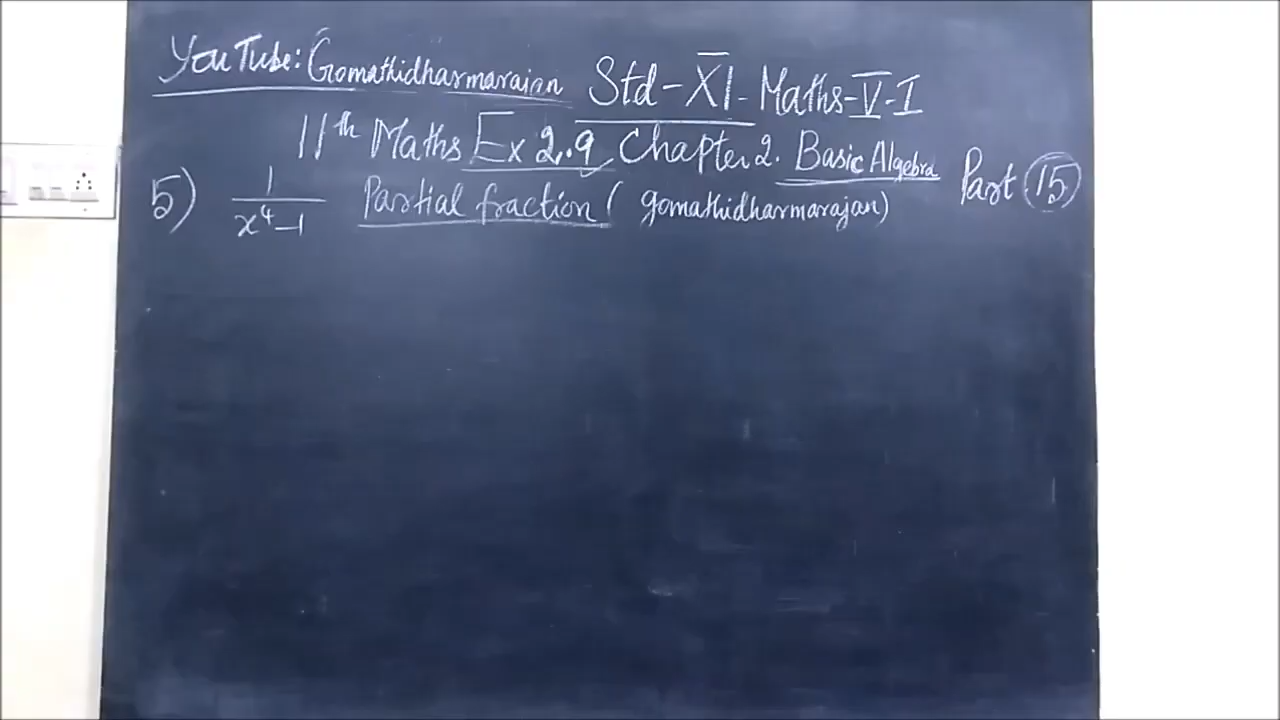 YouTube: Gomathidharmarajan Std-XI-Maths-V-I
11th Maths Ex 2.9 Chapter 2. Basic Algebra Part 15
5) 1/x⁴-1 Partial fraction ( gomathidharmarajan)